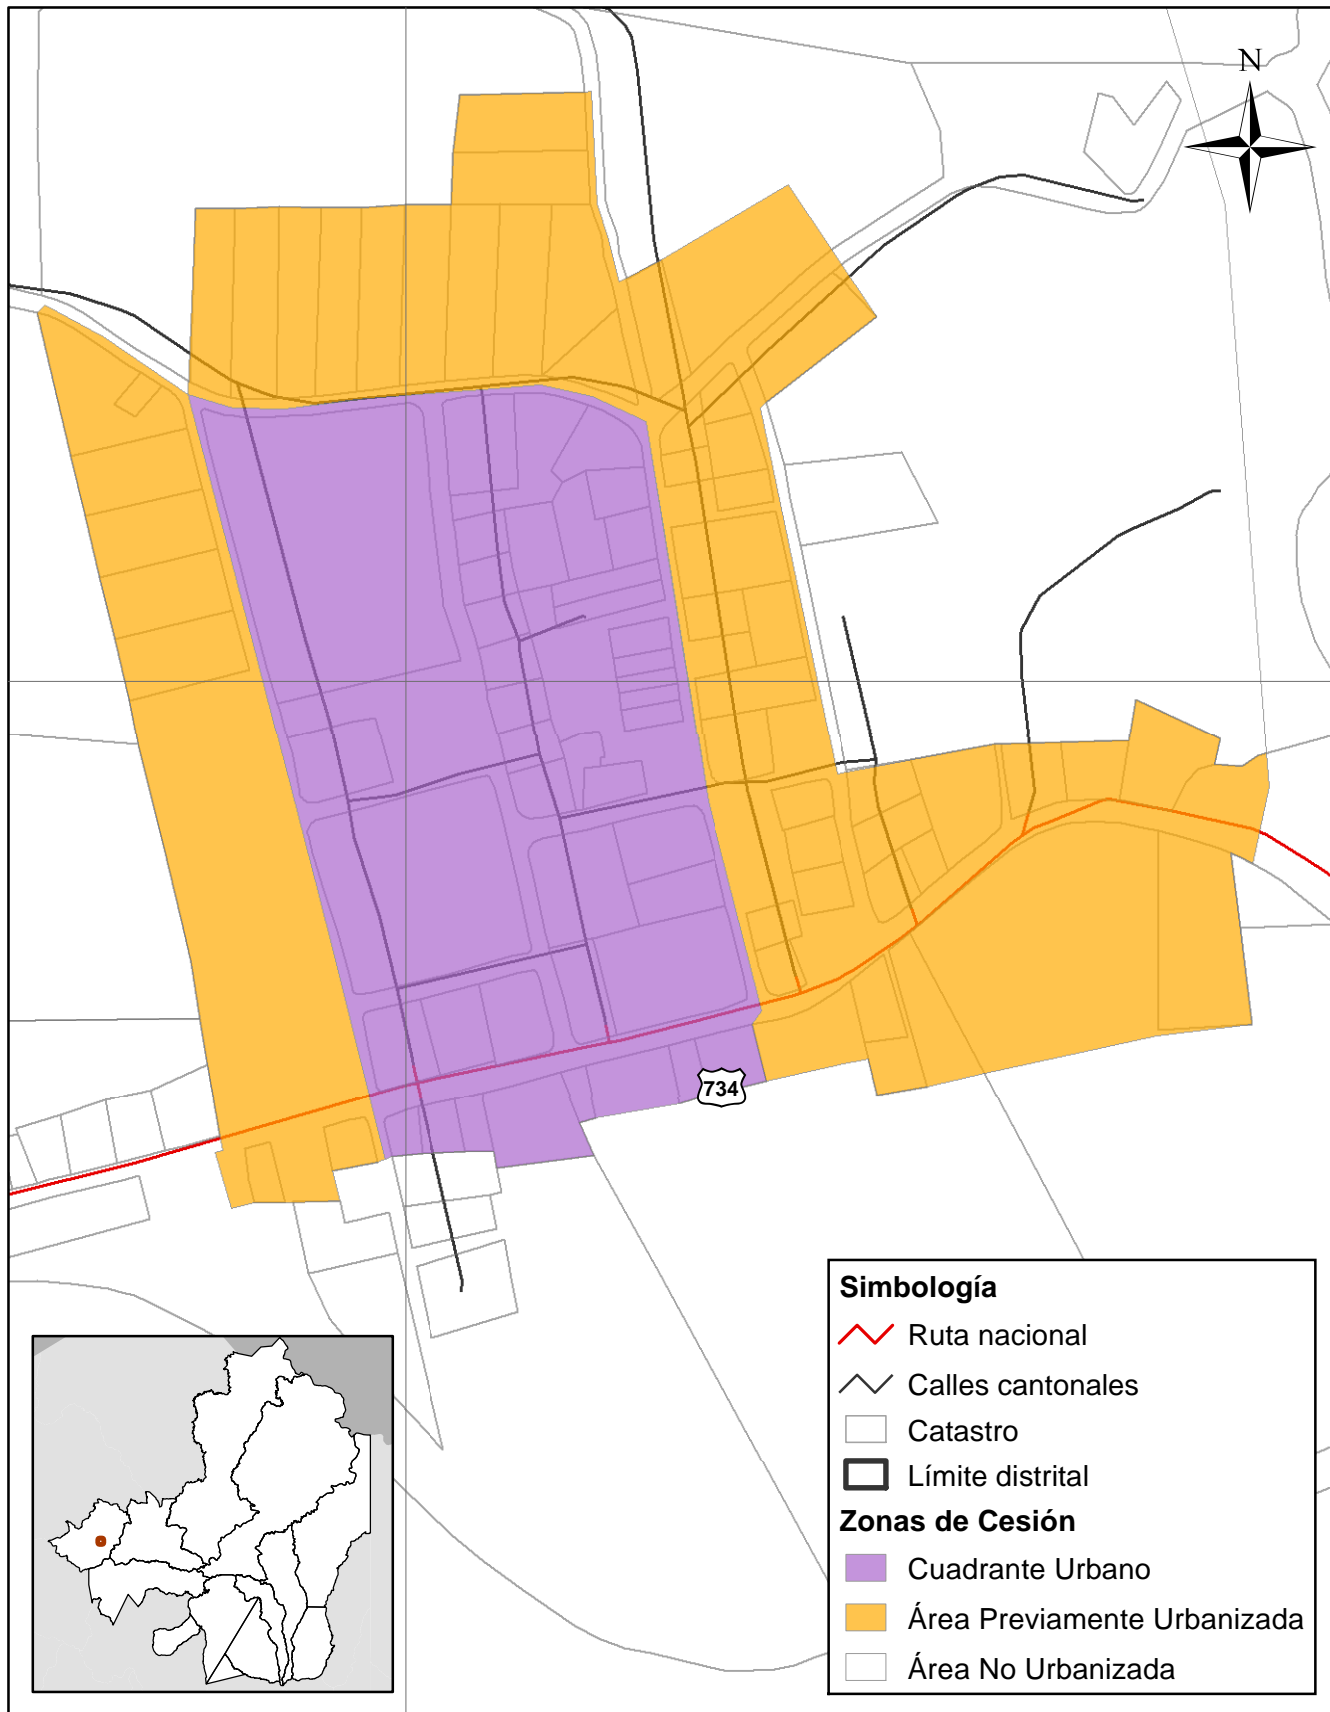 N
734
Simbología
Ruta nacional
Calles cantonales
Catastro
Límite distrital
Zonas de Cesión
Cuadrante Urbano
Área Previamente Urbanizada
Área No Urbanizada